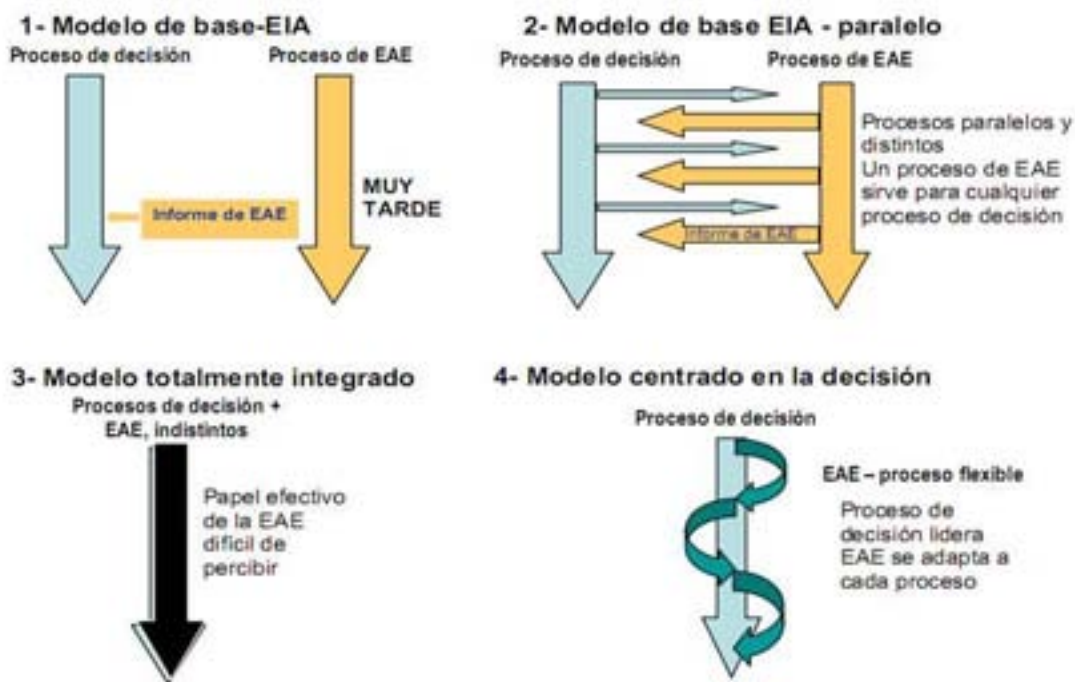 1- Modelo de base-EIA
Proceso de decisión
Proceso de EAE
Informe de EAE
MUY
TARDE
2- Modelo de base EIA - paralelo
Proceso de decisión
Proceso de EAE
Informe de EAE
Procesos paralelos y
distintos
Un proceso de EAE
sirve para cualquier
proceso de decisión
3- Modelo totalmente integrado
Procesos de decisión +
EAE, indistintos
Papel efectivo
de la EAE
difícil de
percibir
4- Modelo centrado en la decisión
Proceso de decisión
EAE – proceso flexible
Proceso de
decisión lidera
EAE se adapta a
cada proceso